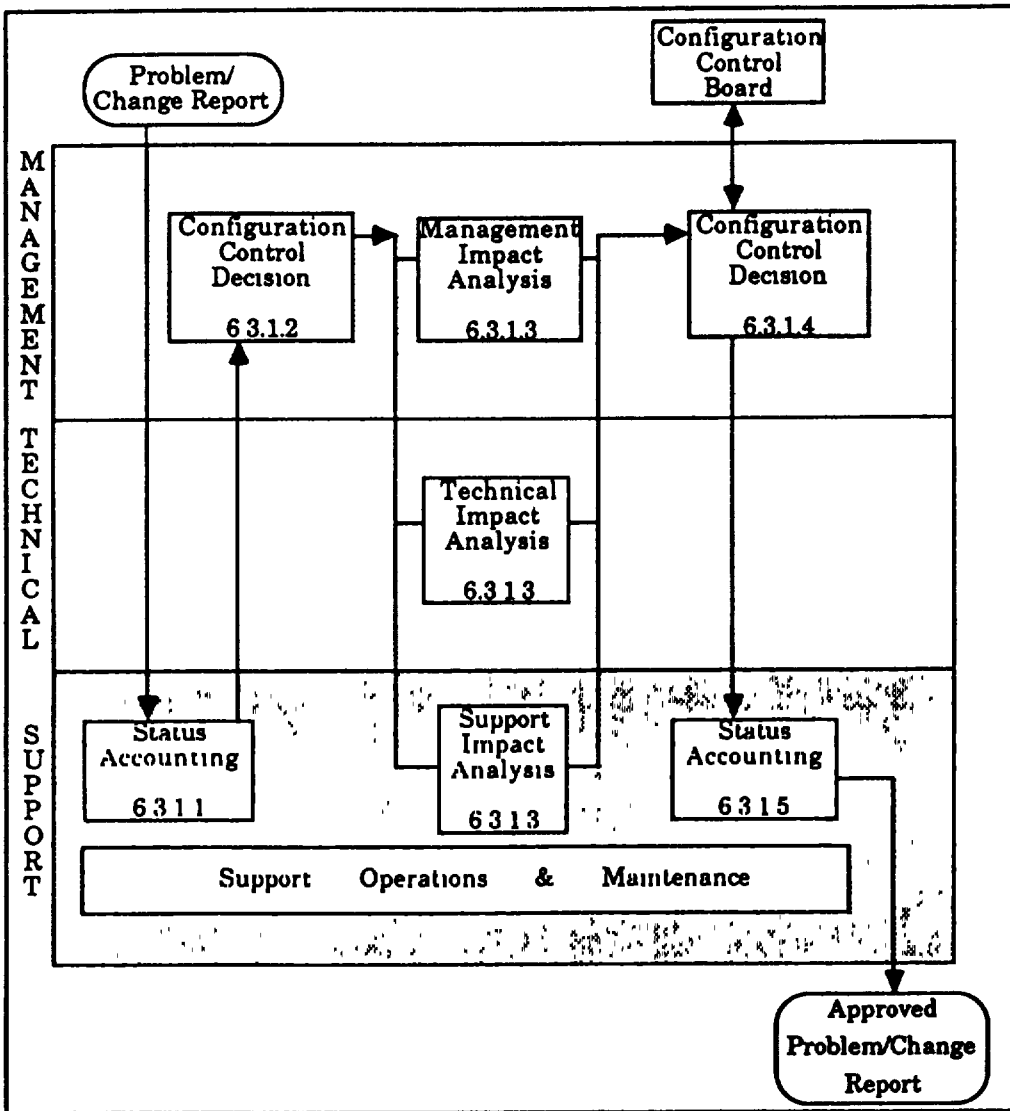 Problem/
Change Report
Configuration
Control
Board
MANAGEMENT
Configuration
Control
Decision
6 3.1.2
Management
Impact
Analysis
6.3.1.3
Configuration
Control
Decision
6.3.1.4
TECHNICAL
Technical
Impact
Analysis
6.3 1 3
SUPPORT
Status
Accounting
6 3 1 1
Support
Impact
Analysis
6 3 1 3
Status
Accounting
6 3 1 5
Support Operations & Maintenance
Approved
Problem/Change
Report